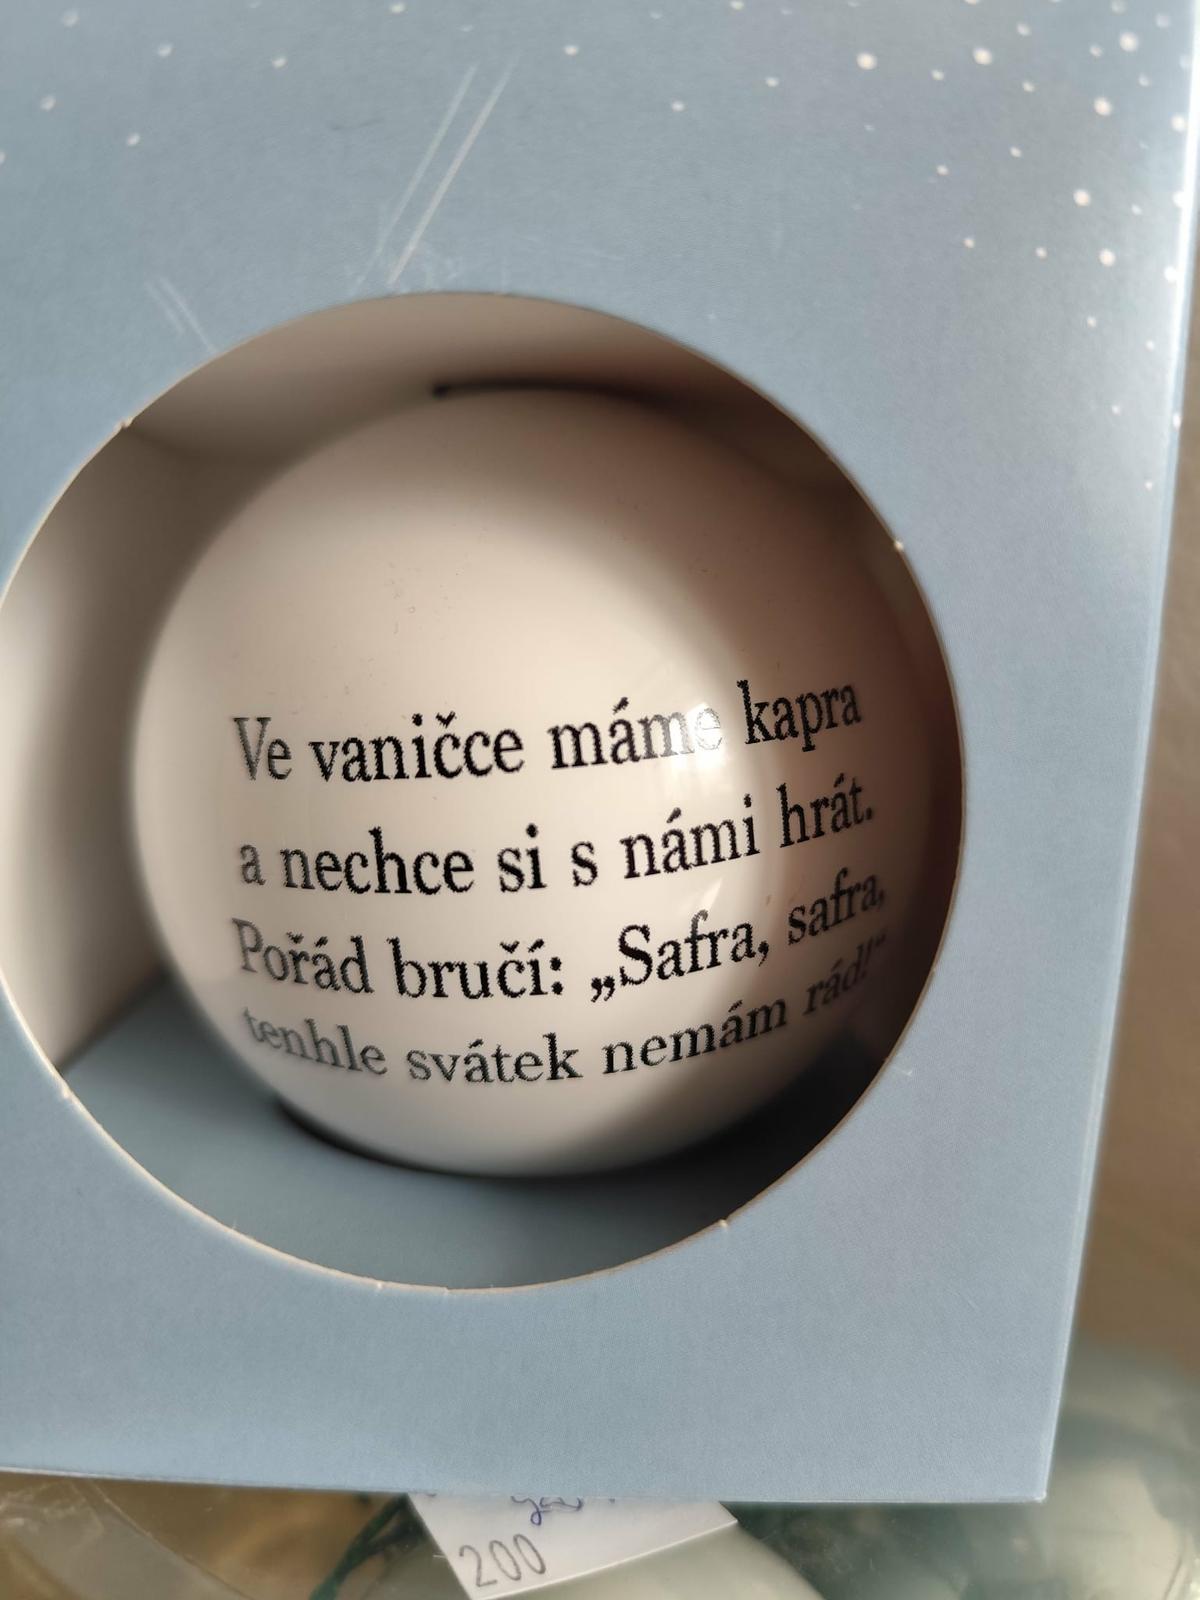 Ve vaničce máme kapra
a nechce si s námi hrát.
Pořád bručí: „Safra, safra,
tenhle svátek nemám rád!“
200